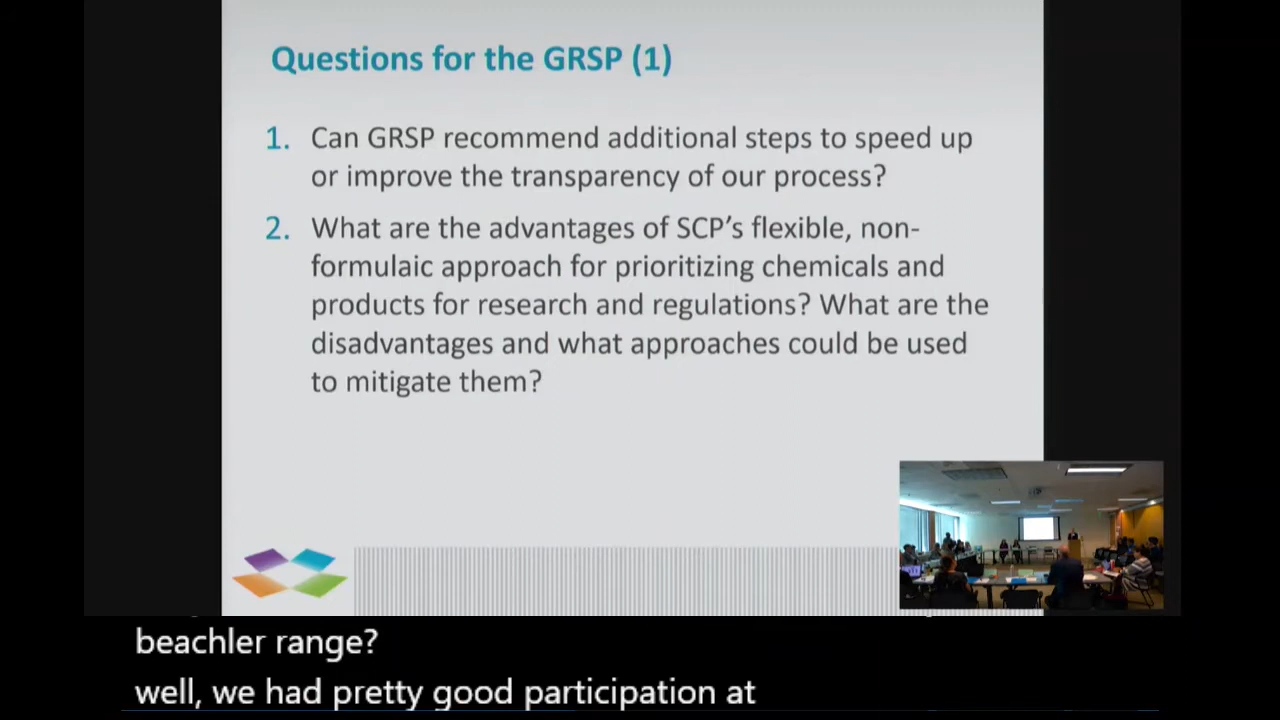 Questions for the GRSP (1)
1. Can GRSP recommend additional steps to speed up
or improve the transparency of our process?
2. What are the advantages of SCP's flexible, non-
formulaic approach for prioritizing chemicals and
products for research and regulations? What are the
disadvantages and what approaches could be used
to mitigate them?
beachler range?
well, we had pretty good participation at